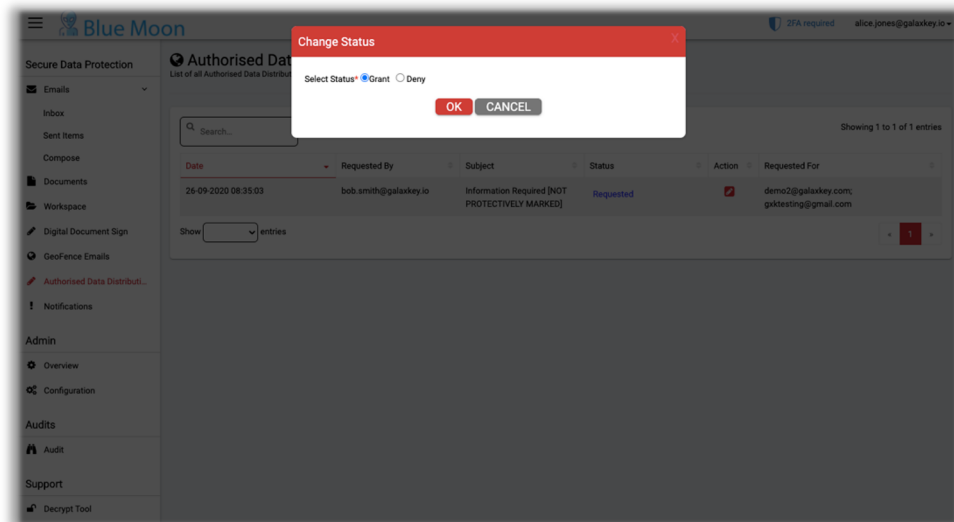 Blue Moon
2FA required
alice.jones@galaxkey.io
Change Status
X
Select Status* Grant Deny
OK CANCEL
Secure Data Protection
Emails
Inbox
Sent Items
Compose
Documents
Workspace
Digital Document Sign
GeoFence Emails
Authorised Data Distributi...
Notifications
Admin
Overview
Configuration
Audits
Audit
Support
Decrypt Tool
Authorised Dat
List of all Authorised Data Distribut
Search...
Showing 1 to 1 of 1 entries
Date Requested By Subject Status Action Requested For
26-09-2020 08:35:03 bob.smith@galaxkey.io Information Required [NOT Requested demo2@galaxkey.com;
PROTECTIVELY MARKED] gxktesting@gmail.com
Show entries
« 1 »